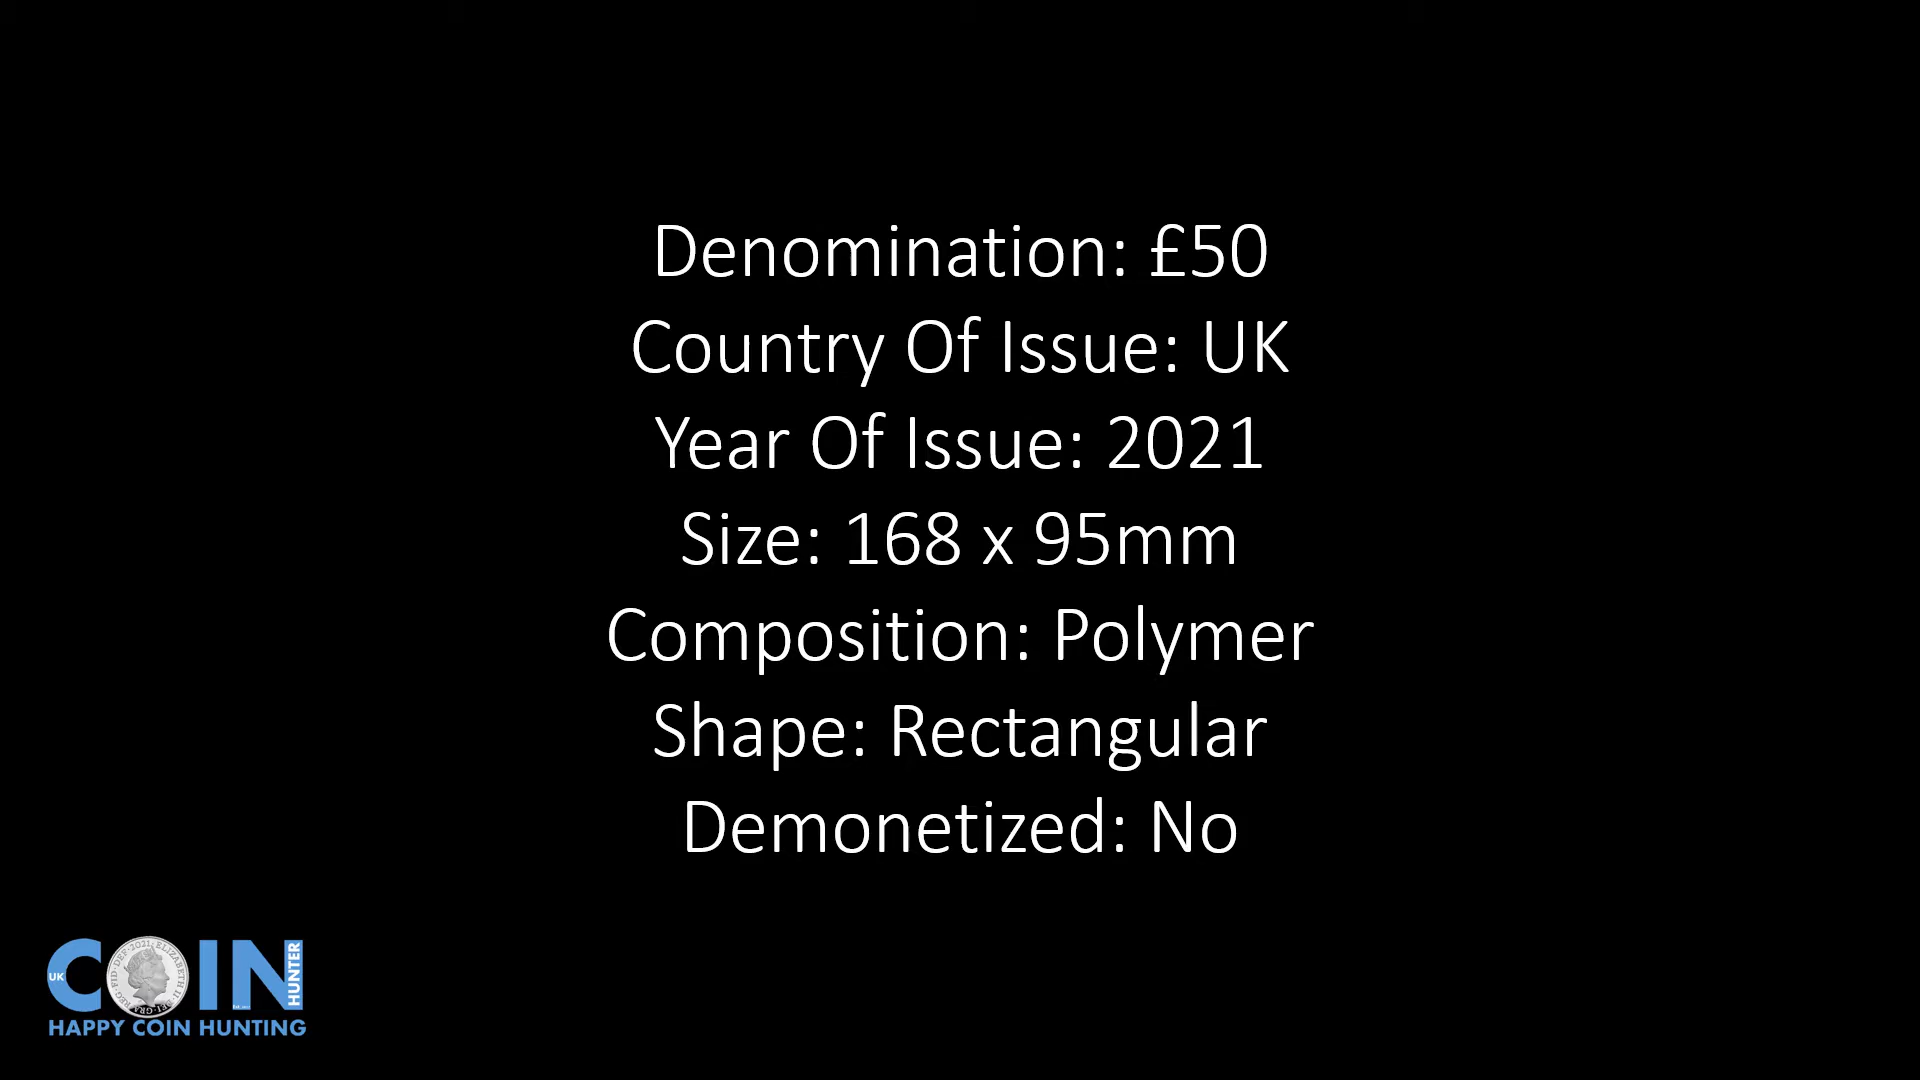 Denomination: £50
Country Of Issue: UK
Year Of Issue: 2021
Size: 168 x 95mm
Composition: Polymer
Shape: Rectangular
Demonetized: No
UK
COIN
HUNTER
HAPPY COIN HUNTING